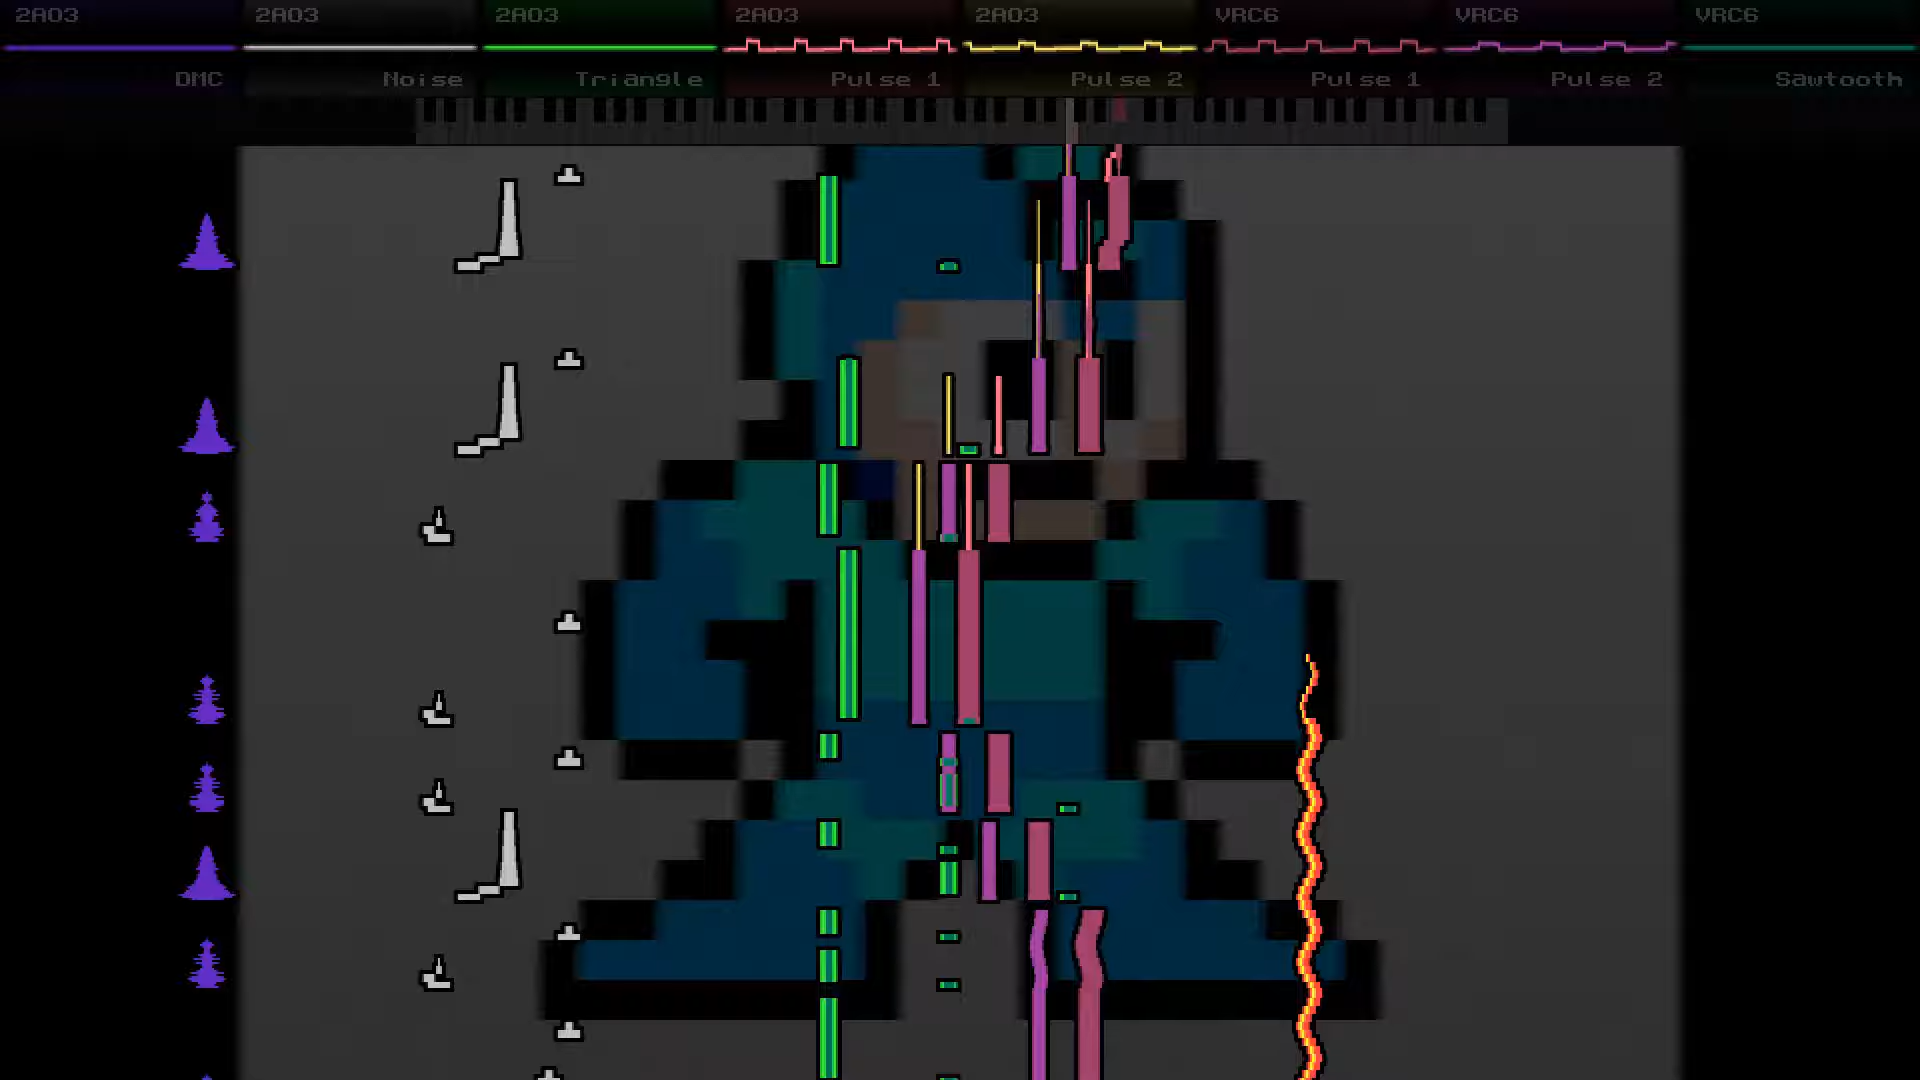 2A03 2A03 2A03 2A03 2A03 VRC6 VRC6 VRC6
DMC Noise Triangle Pulse 1 Pulse 2 Pulse 1 Pulse 2 Sawtooth